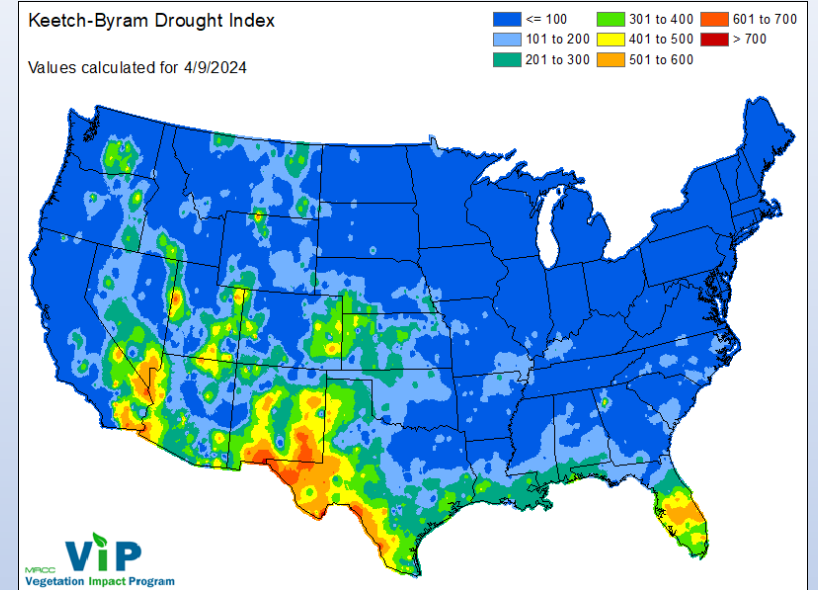 Keetch-Byram Drought Index
Values calculated for 4/9/2024
<= 100
101 to 200
201 to 300
301 to 400
401 to 500
501 to 600
601 to 700
> 700
MRCC
ViP
Vegetation Impact Program